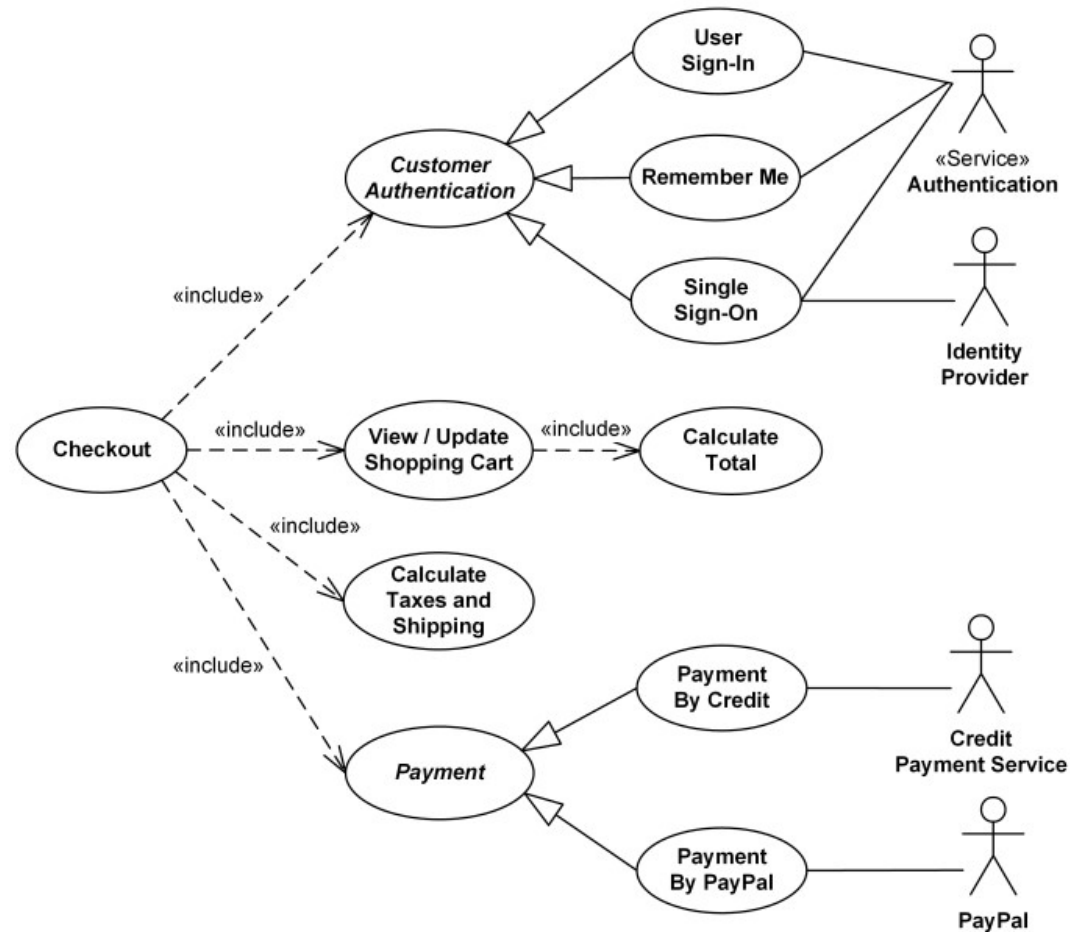 User
Sign-In
Customer
Authentication
Remember Me
«Service»
Authentication
Single
Sign-On
Identity
Provider
«include»
Checkout
«include»
View / Update
Shopping Cart
«include»
Calculate
Total
«include»
Calculate
Taxes and
Shipping
«include»
Payment
By Credit
Credit
Payment Service
Payment
Payment
By PayPal
PayPal